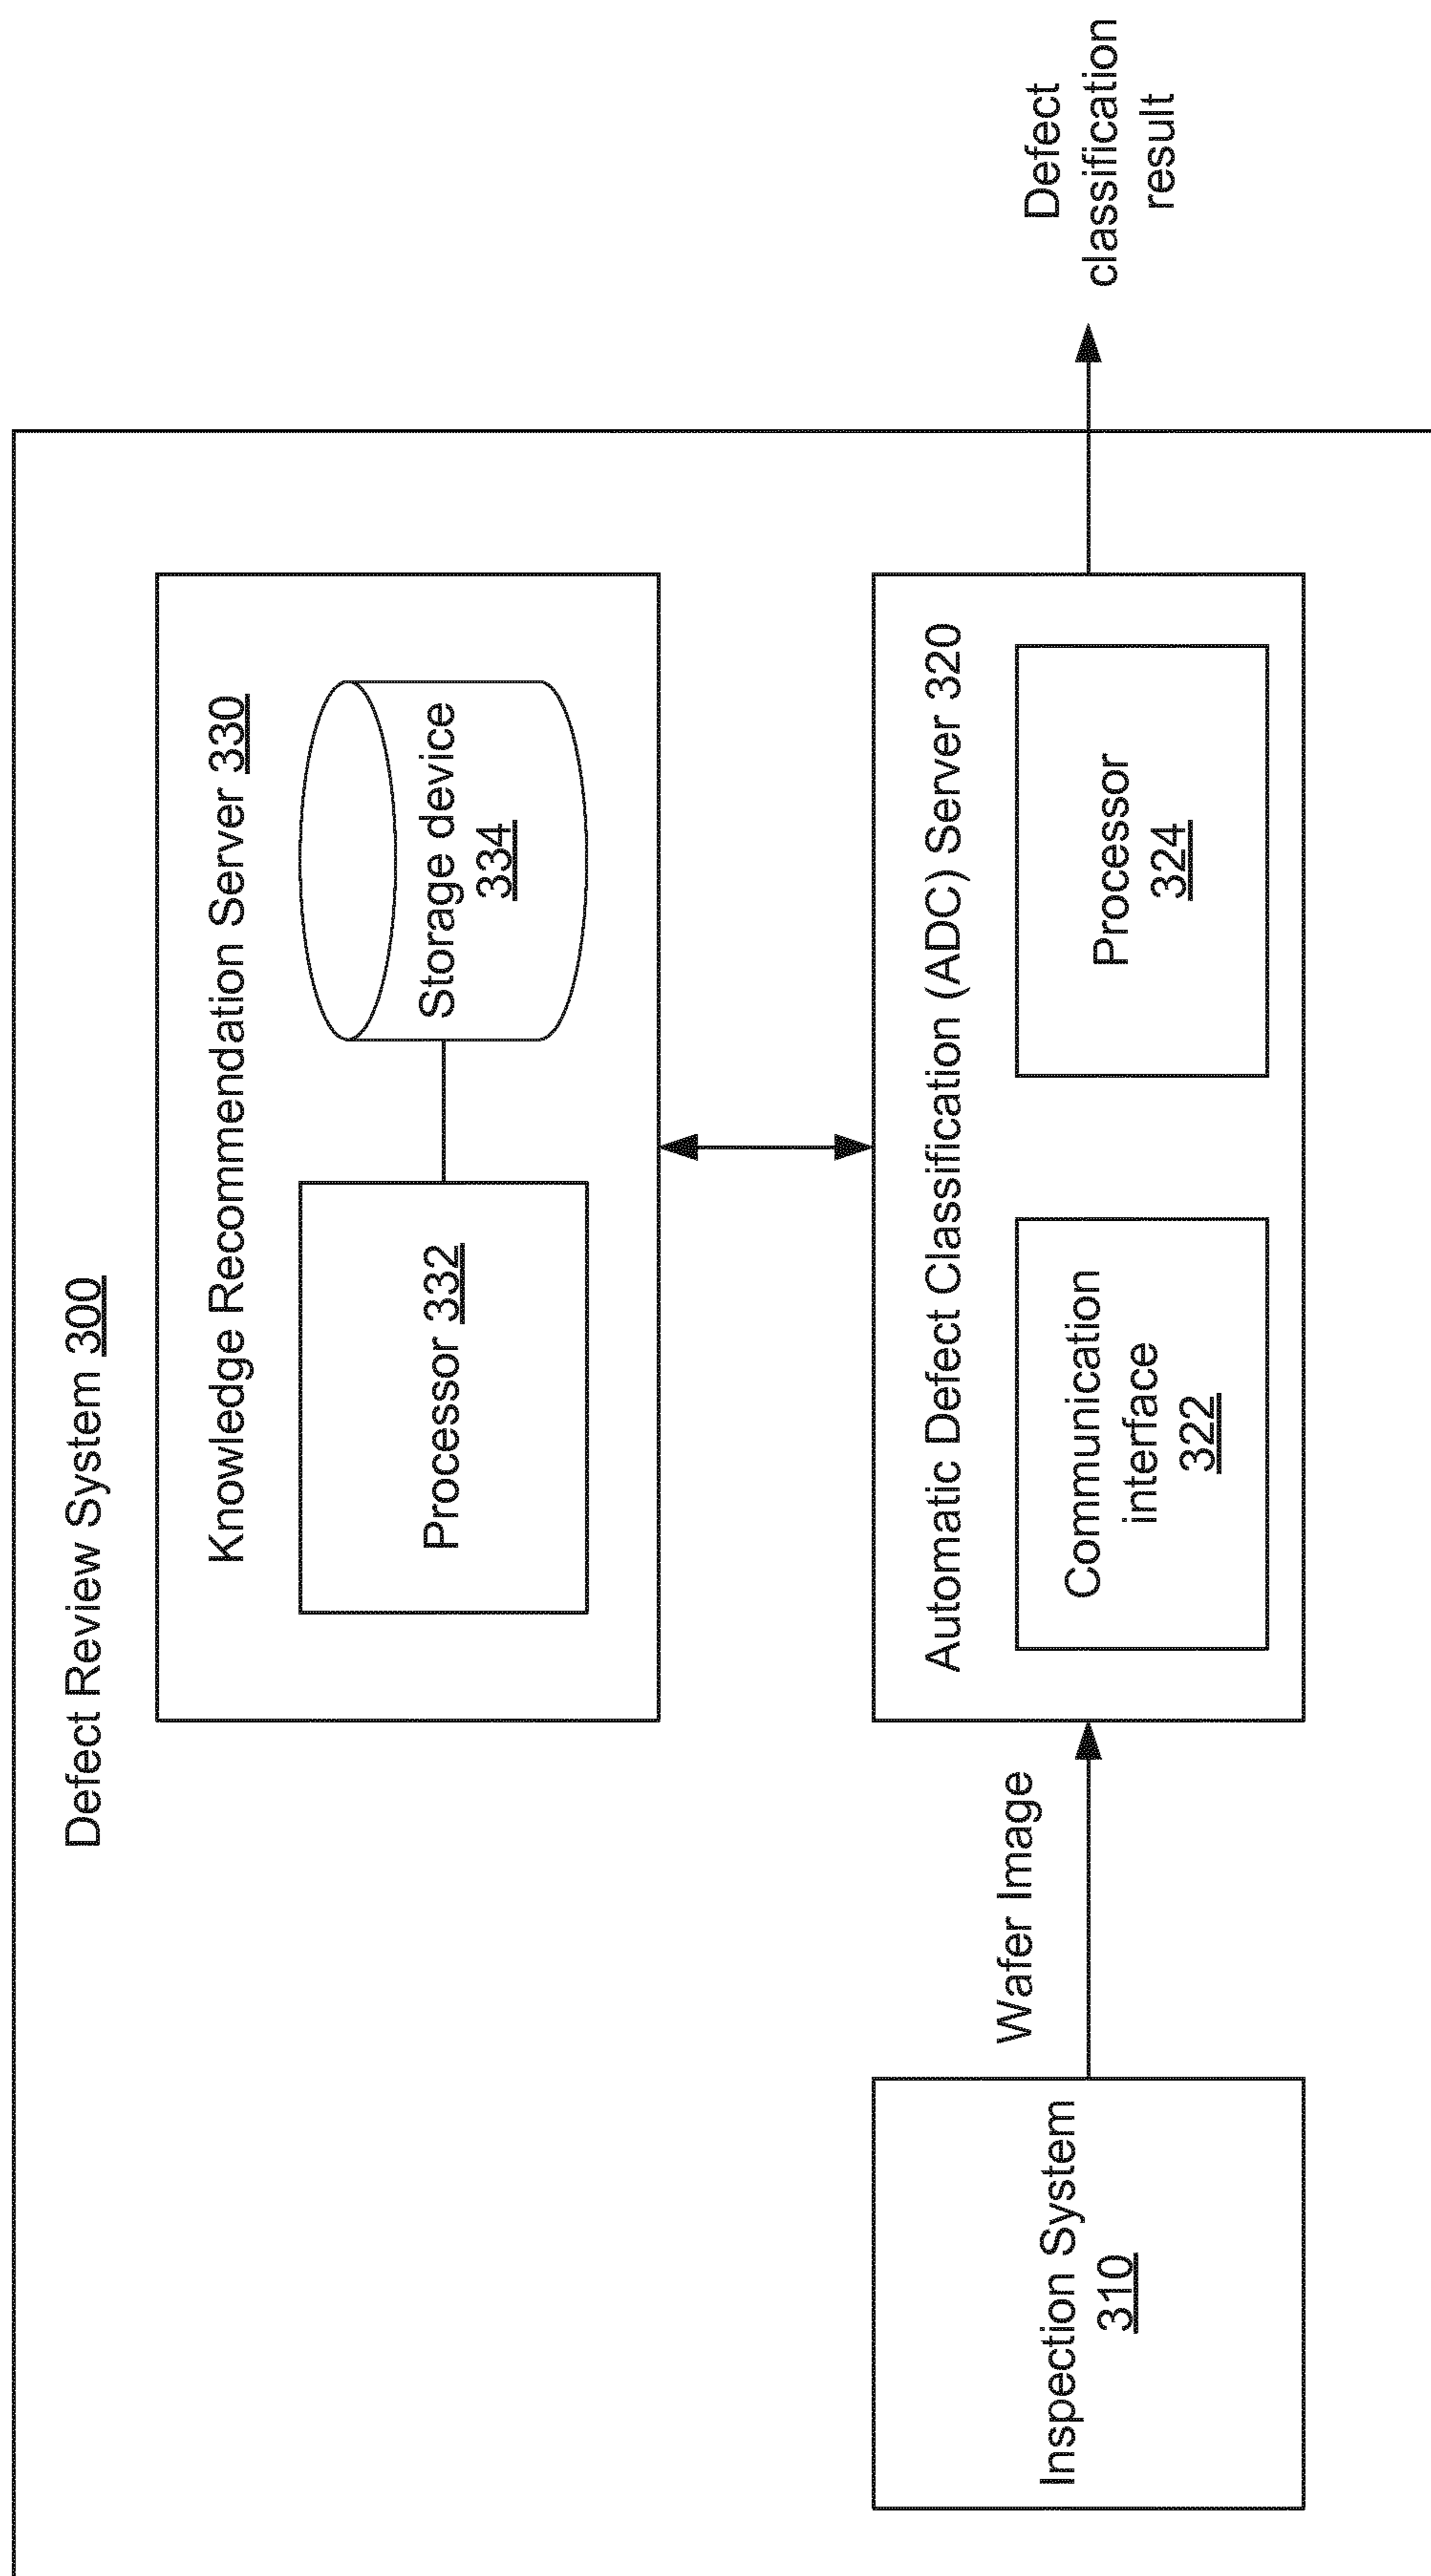 Defect Review System 300
Knowledge Recommendation Server 330
Processor 332
Storage device
334
Inspection System
310
Wafer Image
Automatic Defect Classification (ADC) Server 320
Communication
interface
322
Processor
324
Defect
classification
result